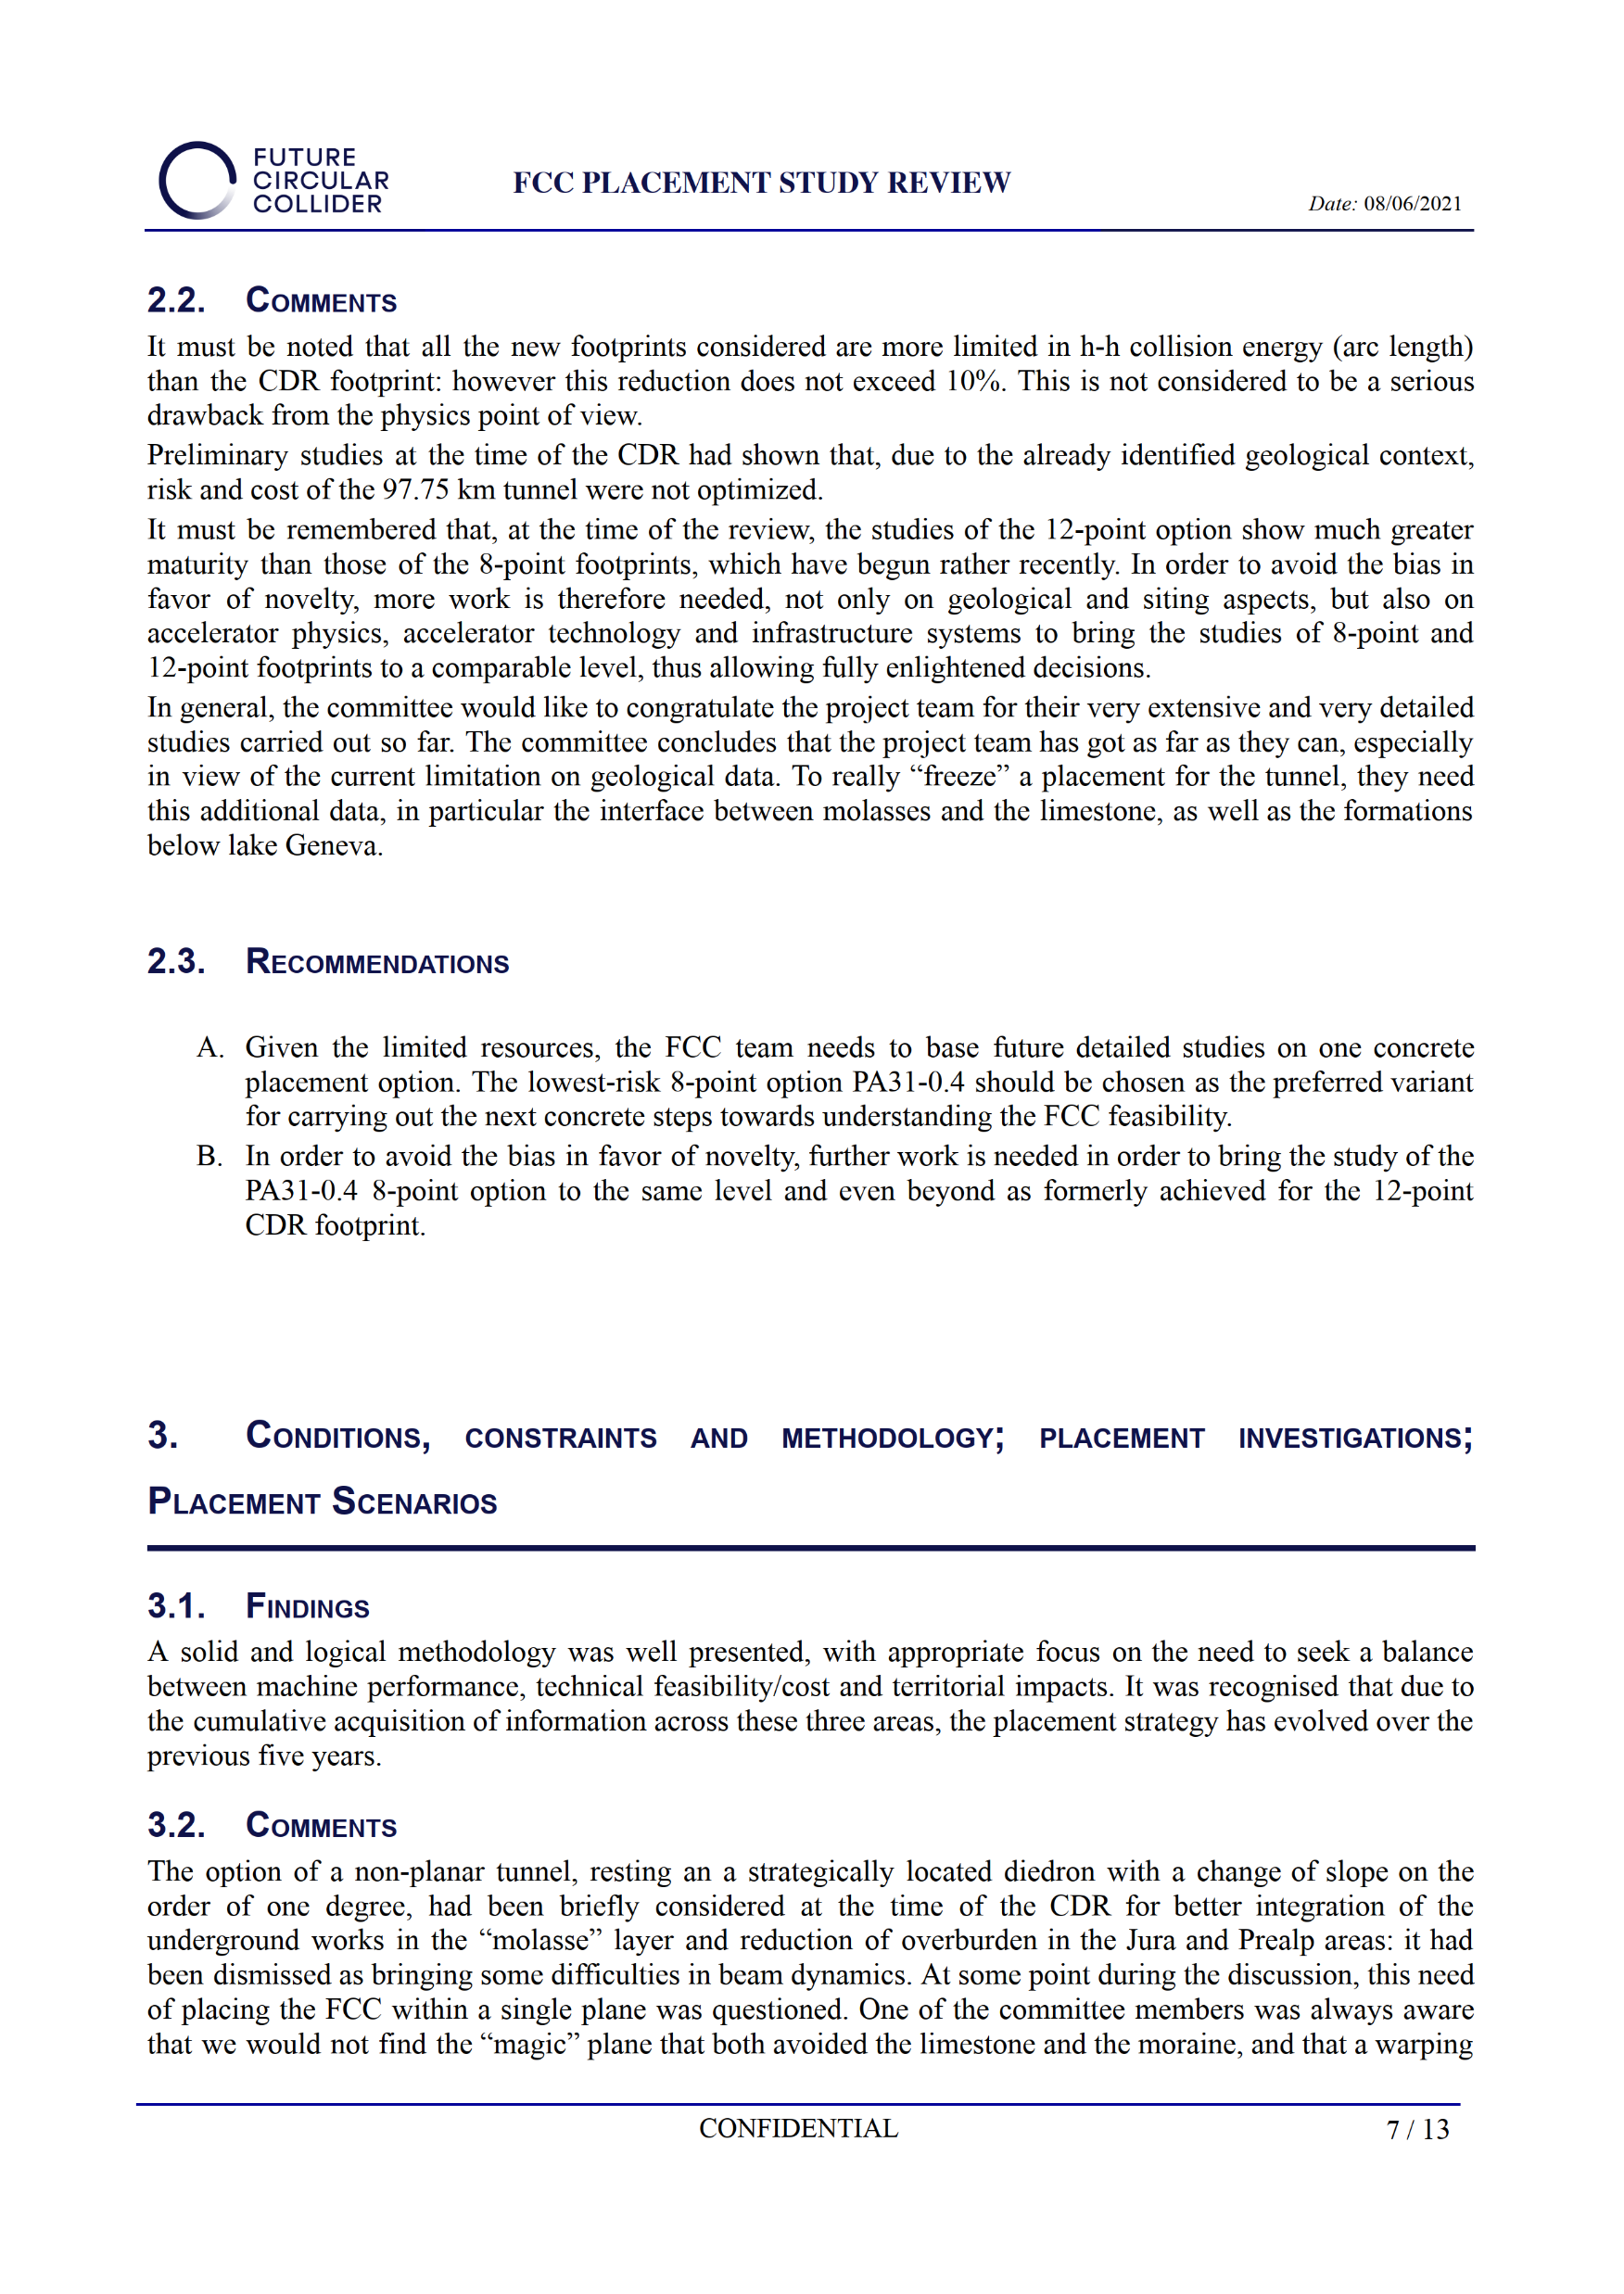 FUTURE
CIRCULAR
COLLIDER
FCC PLACEMENT STUDY REVIEW
Date: 08/06/2021
2.2. COMMENTS
It must be noted that all the new footprints considered are more limited in h-h collision energy (arc length)
than the CDR footprint: however this reduction does not exceed 10%. This is not considered to be a serious
drawback from the physics point of view.
Preliminary studies at the time of the CDR had shown that, due to the already identified geological context,
risk and cost of the 97.75 km tunnel were not optimized.
It must be remembered that, at the time of the review, the studies of the 12-point option show much greater
maturity than those of the 8-point footprints, which have begun rather recently. In order to avoid the bias in
favor of novelty, more work is therefore needed, not only on geological and siting aspects, but also on
accelerator physics, accelerator technology and infrastructure systems to bring the studies of 8-point and
12-point footprints to a comparable level, thus allowing fully enlightened decisions.
In general, the committee would like to congratulate the project team for their very extensive and very detailed
studies carried out so far. The committee concludes that the project team has got as far as they can, especially
in view of the current limitation on geological data. To really “freeze” a placement for the tunnel, they need
this additional data, in particular the interface between molasses and the limestone, as well as the formations
below lake Geneva.
2.3. RECOMMENDATIONS
A. Given the limited resources, the FCC team needs to base future detailed studies on one concrete
placement option. The lowest-risk 8-point option PA31-0.4 should be chosen as the preferred variant
for carrying out the next concrete steps towards understanding the FCC feasibility.
B. In order to avoid the bias in favor of novelty, further work is needed in order to bring the study of the
PA31-0.4 8-point option to the same level and even beyond as formerly achieved for the 12-point
CDR footprint.
3. CONDITIONS, CONSTRAINTS AND METHODOLOGY; PLACEMENT INVESTIGATIONS;
PLACEMENT SCENARIOS
3.1. FINDINGS
A solid and logical methodology was well presented, with appropriate focus on the need to seek a balance
between machine performance, technical feasibility/cost and territorial impacts. It was recognised that due to
the cumulative acquisition of information across these three areas, the placement strategy has evolved over the
previous five years.
3.2. COMMENTS
The option of a non-planar tunnel, resting an a strategically located diedron with a change of slope on the
order of one degree, had been briefly considered at the time of the CDR for better integration of the
underground works in the “molasse” layer and reduction of overburden in the Jura and Prealp areas: it had
been dismissed as bringing some difficulties in beam dynamics. At some point during the discussion, this need
of placing the FCC within a single plane was questioned. One of the committee members was always aware
that we would not find the “magic” plane that both avoided the limestone and the moraine, and that a warping
CONFIDENTIAL
7 / 13